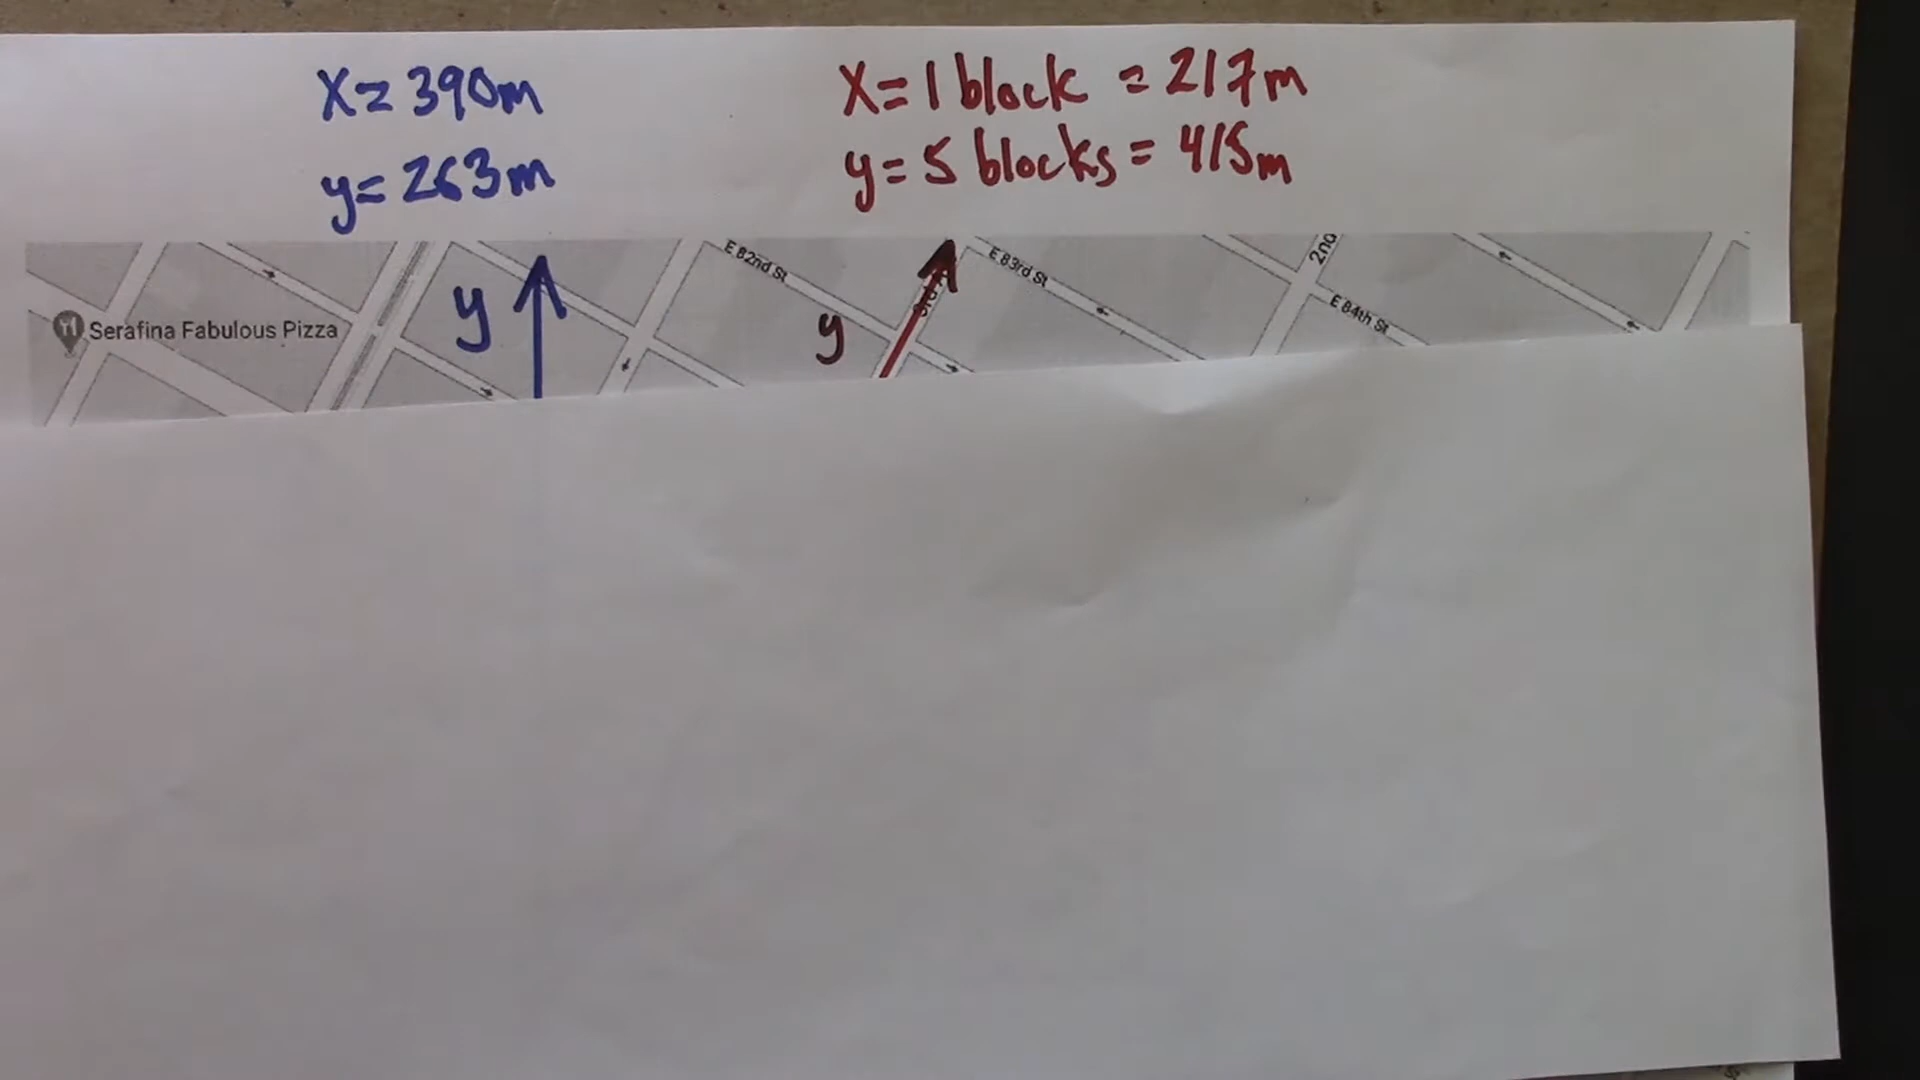 x = 390m
y = 263m
x = 1 block = 217m
y = 5 blocks = 415m
E 82nd St
E 83rd St
2nd
E 84th St
y
y
Serafina Fabulous Pizza